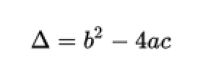 Δ = b² − 4ac